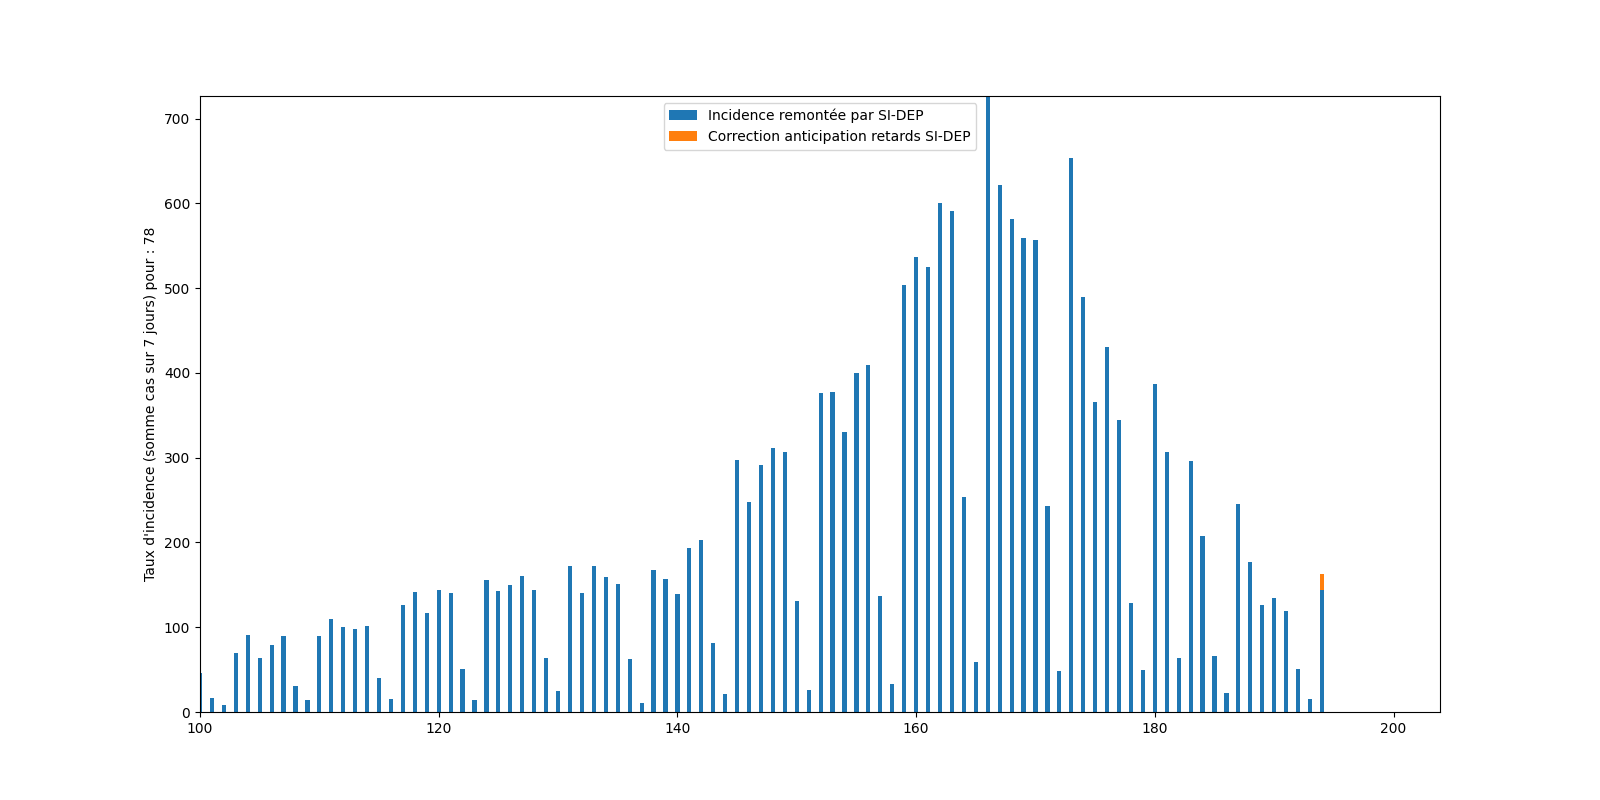 Incidence remontée par SI-DEP
Correction anticipation retards SI-DEP
Taux d'incidence (somme cas sur 7 jours) pour : 78
700
600
500
400
300
200
100
0
100 120 140 160 180 200